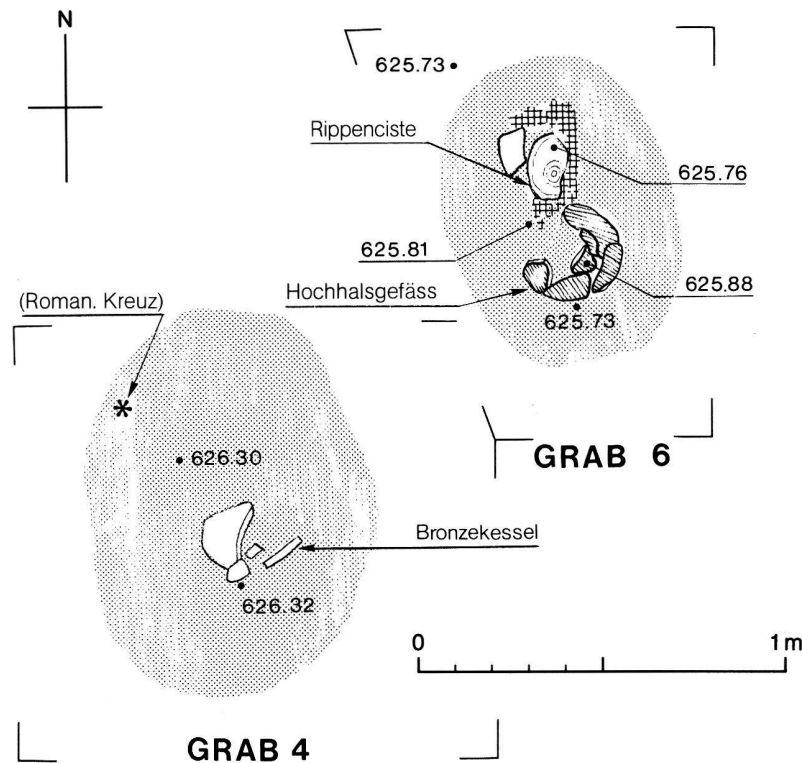 N
625.73
Rippenciste
625.76
625.81
Hochhalsgefäss
625.88
625.73
(Roman. Kreuz)
626.30
GRAB 6
Bronzekessel
626.32
0
1m
GRAB 4